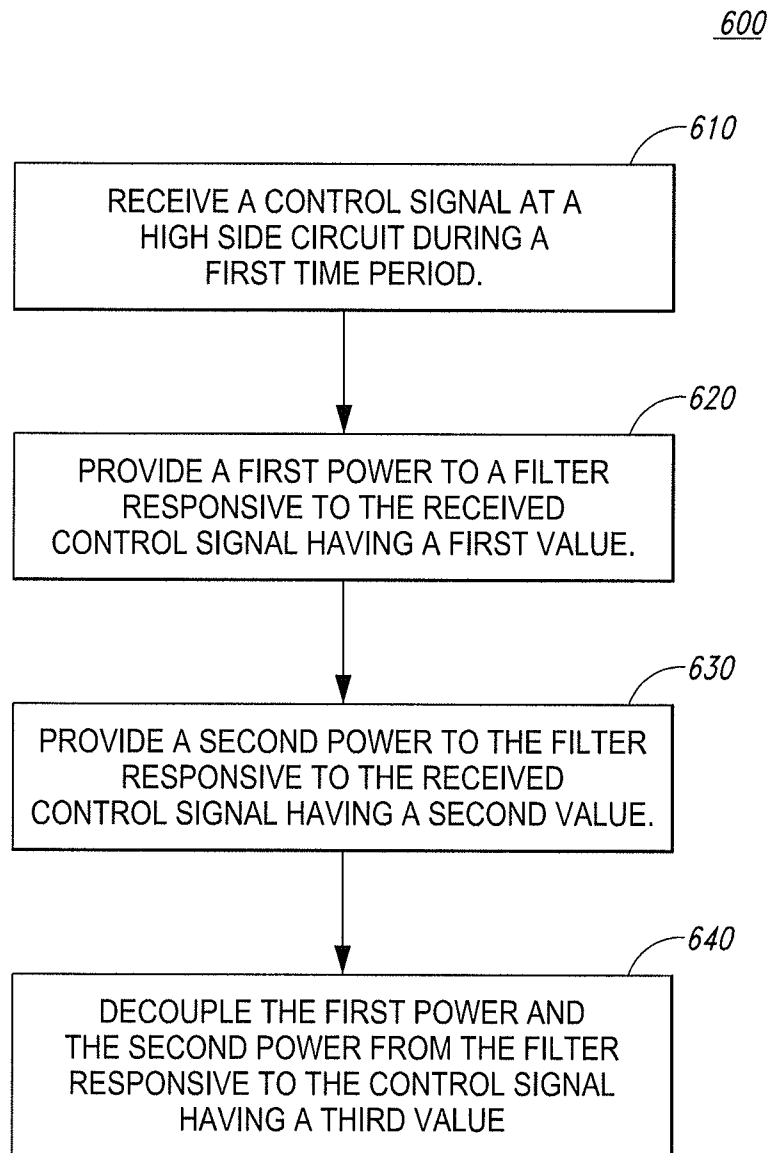 600
610
RECEIVE A CONTROL SIGNAL AT A
HIGH SIDE CIRCUIT DURING A
FIRST TIME PERIOD.
620
PROVIDE A FIRST POWER TO A FILTER
RESPONSIVE TO THE RECEIVED
CONTROL SIGNAL HAVING A FIRST VALUE.
630
PROVIDE A SECOND POWER TO THE FILTER
RESPONSIVE TO THE RECEIVED
CONTROL SIGNAL HAVING A SECOND VALUE.
640
DECOUPLE THE FIRST POWER AND
THE SECOND POWER FROM THE FILTER
RESPONSIVE TO THE CONTROL SIGNAL
HAVING A THIRD VALUE